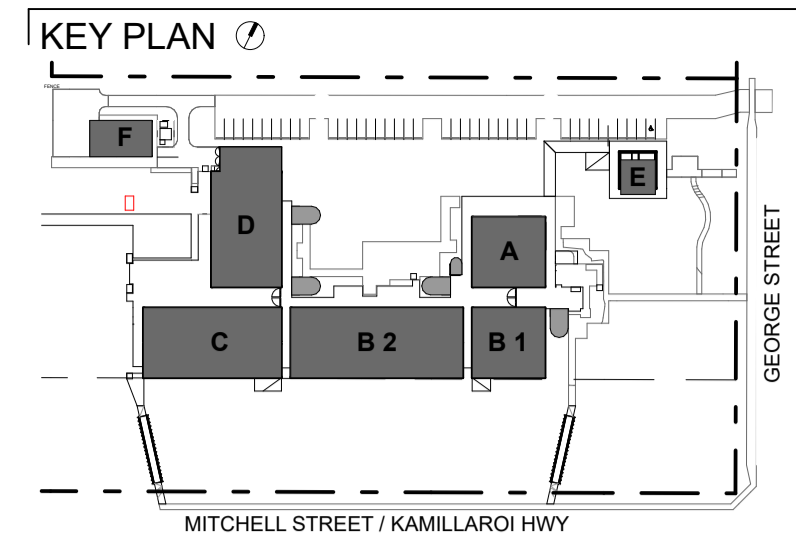 KEY PLAN
FENCE
F
E
D
A
GEORGE STREET
C
B 2
B 1
MITCHELL STREET / KAMILLAROI HWY